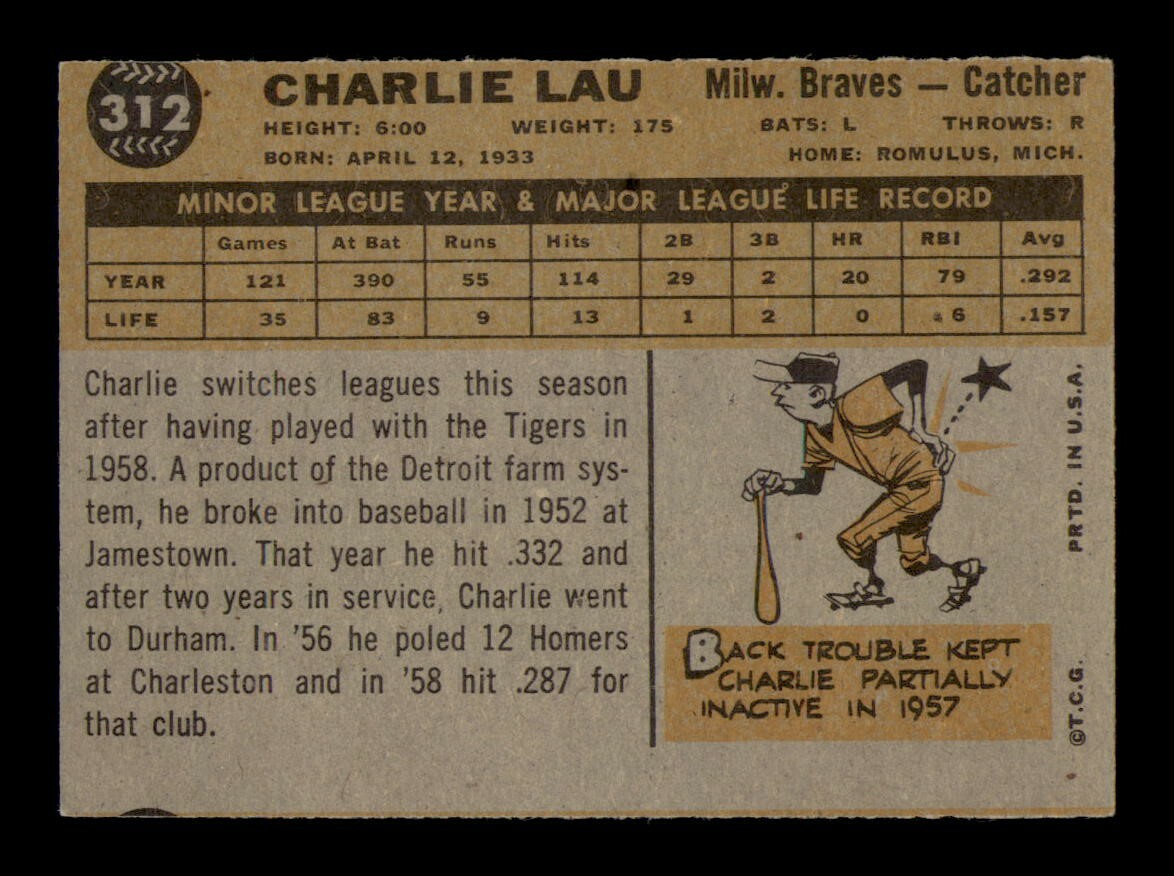 312
CHARLIE LAU Milw. Braves — Catcher
HEIGHT: 6:00 WEIGHT: 175 BATS: L THROWS: R
BORN: APRIL 12, 1933 HOME: ROMULUS, MICH.
MINOR LEAGUE YEAR & MAJOR LEAGUE LIFE RECORD
Games At Bat Runs Hits 2B 3B HR RBI Avg
YEAR 121 390 55 114 29 2 20 79 .292
LIFE 35 83 9 13 1 2 0 6 .157
Charlie switches leagues this season
after having played with the Tigers in
1958. A product of the Detroit farm sys-
tem, he broke into baseball in 1952 at
Jamestown. That year he hit .332 and
after two years in service, Charlie went
to Durham. In '56 he poled 12 Homers
at Charleston and in '58 hit .287 for
that club.
BACK TROUBLE KEPT
CHARLIE PARTIALLY
INACTIVE IN 1957
©T.C.G. PRTD. IN U.S.A.